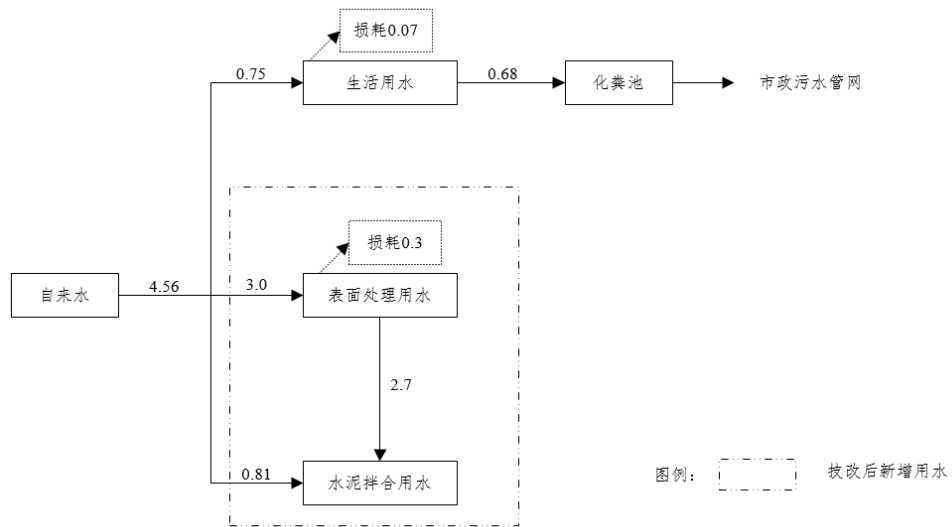 损耗0.07
0.75
生活用水
0.68
化粪池
市政污水管网
损耗0.3
自来水
4.56
3.0
表面处理用水
2.7
0.81
水泥拌合用水
图例：
技改后新增用水